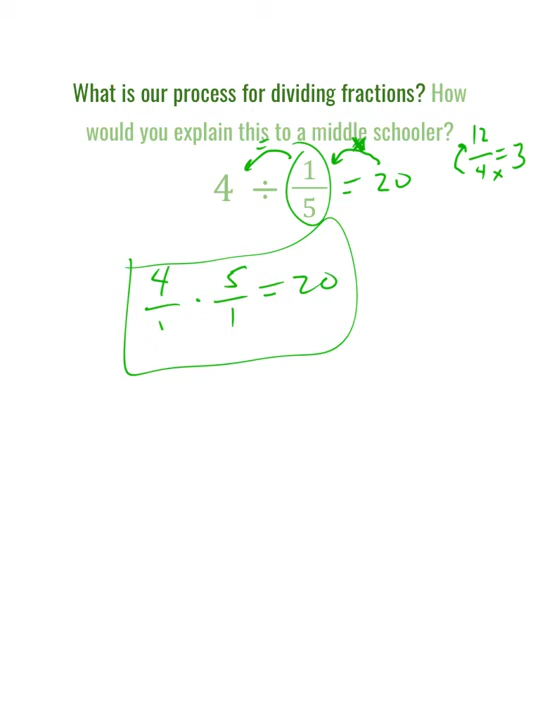 What is our process for dividing fractions? How
would you explain this to a middle schooler?
4 ÷ 1/5 = 20
12/4 = 3
×
=
×
4/1 · 5/1 = 20